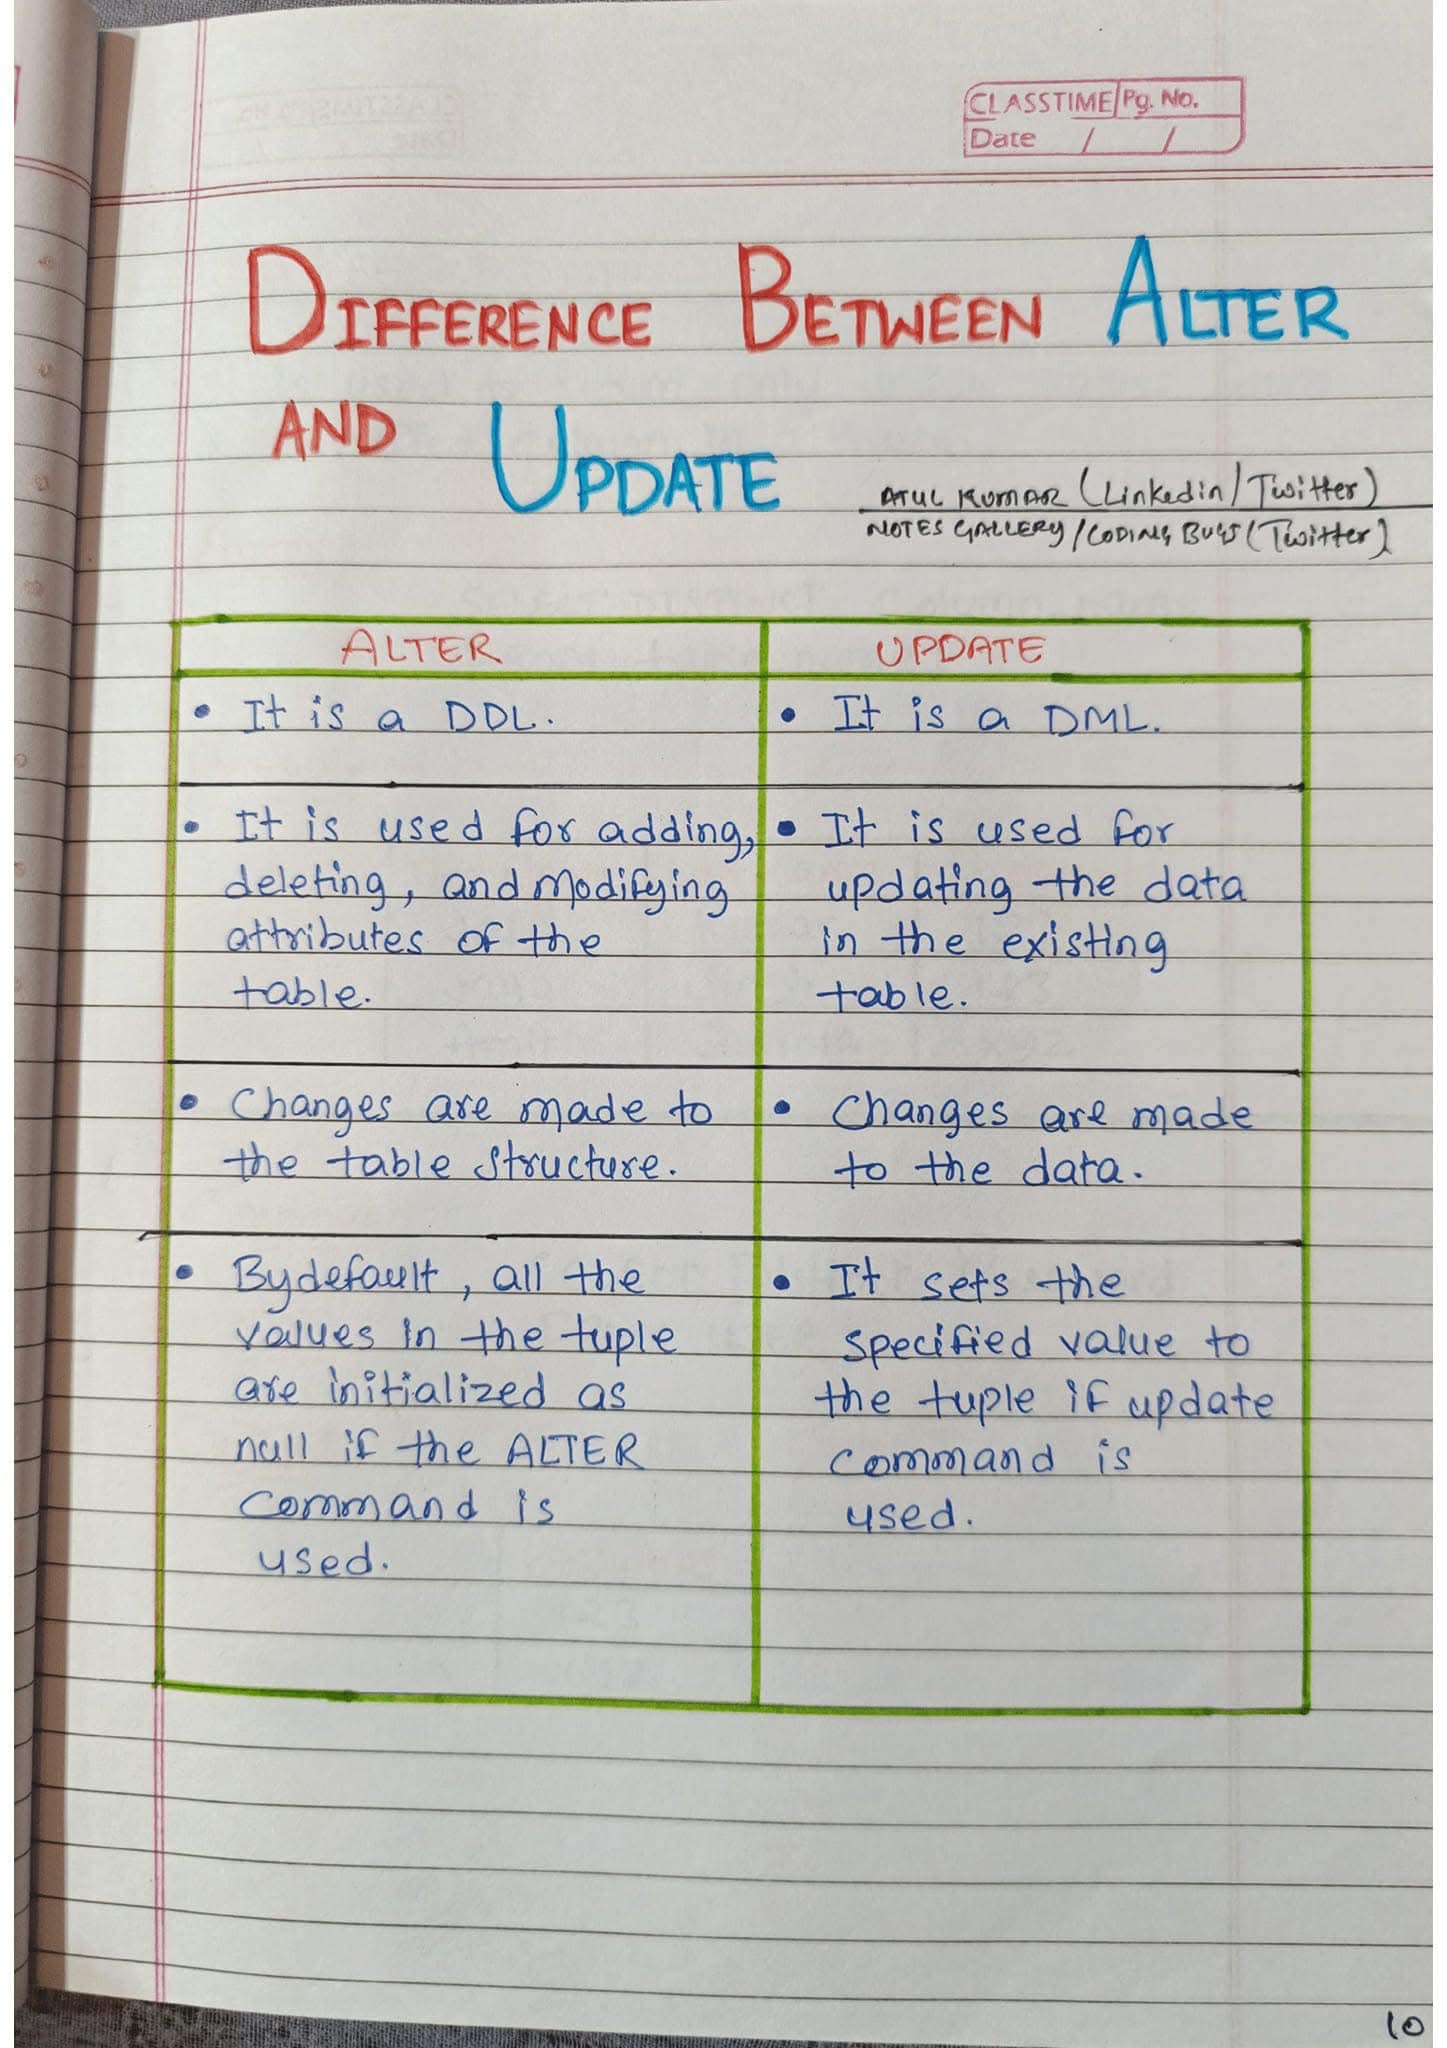 CLASSTIME Pg. No.
Date / /
DIFFERENCE BETWEEN ALTER
AND UPDATE
ATUL KUMAR (Linkedin/Twitter)
NOTES GALLERY/CODING BUGS (Twitter)
ALTER
• It is a DDL.
• It is used for adding,
deleting, and modifying
attributes of the
table.
• Changes are made to
the table structure.
• By default, all the
values in the tuple
are initialized as
null if the ALTER
command is
used.
UPDATE
• It is a DML.
• It is used for
updating the data
in the existing
table.
• Changes are made
to the data.
• It sets the
specified value to
the tuple if update
command is
used.
10